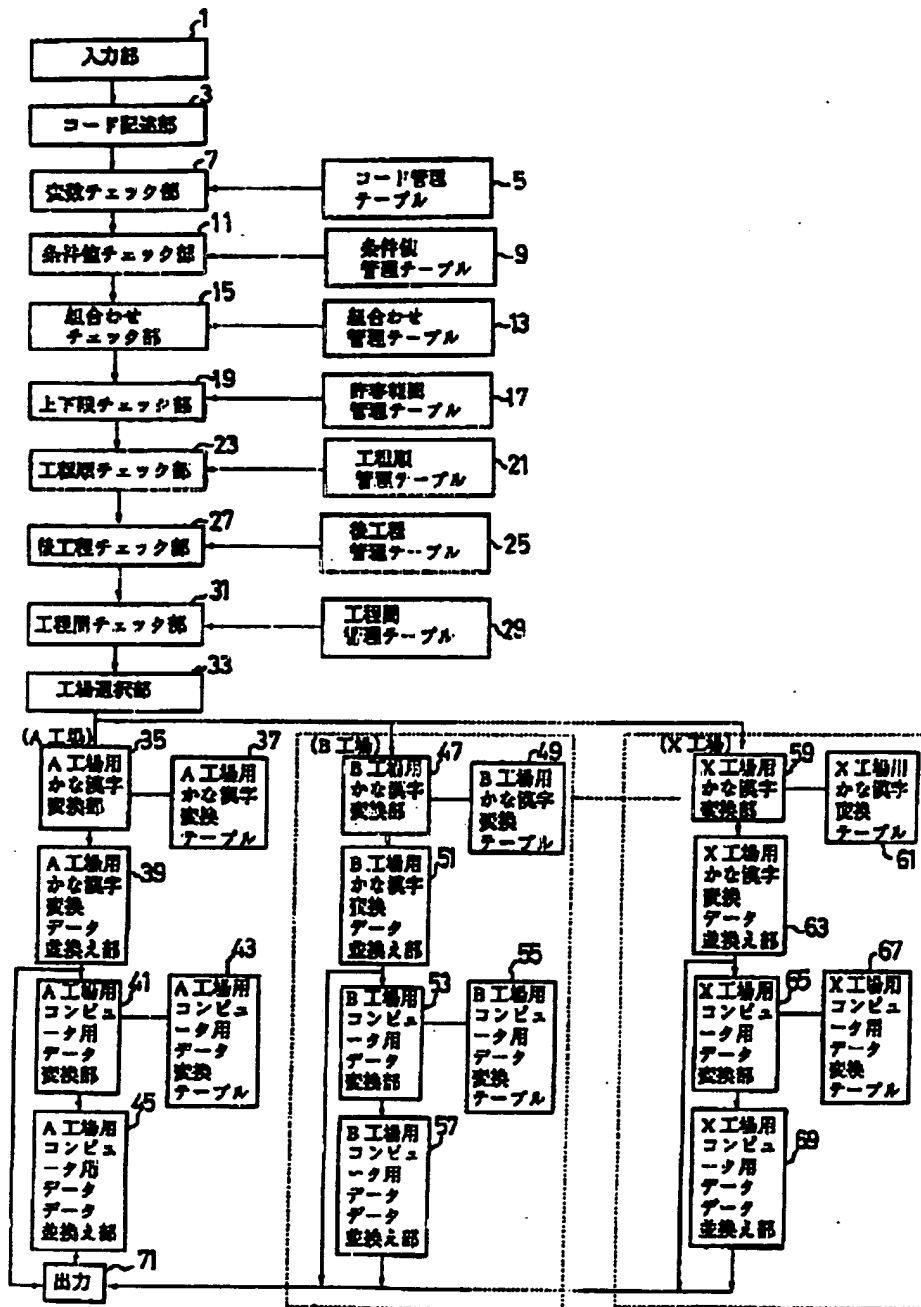 1
入力部
3
コード記述部
7
変数チェック部
コード管理
テーブル
5
11
条件値チェック部
条件値
管理テーブル
9
15
組合わせ
チェック部
組合わせ
管理テーブル
13
19
上下限チェック部
許容範囲
管理テーブル
17
23
工程順チェック部
工程順
管理テーブル
21
27
後工程チェック部
後工程
管理テーブル
25
31
工程間チェック部
工程間
管理テーブル
29
33
工場選択部
(A工場)
35
A工場用
かな漢字
変換部
37
A工場用
かな漢字
変換
テーブル
39
A工場用
かな漢字
変換
データ
並換え部
41
A工場用
コンピュ
ータ用
データ
変換部
43
A工場用
コンピュ
ータ用
データ
変換
テーブル
45
A工場用
コンピュ
ータ用
データ
データ
並換え部
71
出力
(B工場)
47
B工場用
かな漢字
変換部
49
B工場用
かな漢字
変換
テーブル
51
B工場用
かな漢字
変換
データ
並換え部
53
B工場用
コンピュ
ータ用
データ
変換部
55
B工場用
コンピュ
ータ用
データ
変換
テーブル
57
B工場用
コンピュ
ータ用
データ
データ
並換え部
(X工場)
59
X工場用
かな漢字
変換部
X工場用
かな漢字
変換
テーブル
61
X工場用
かな漢字
変換
データ
並換え部
63
65
X工場用
コンピュ
ータ用
データ
変換部
67
X工場用
コンピュ
ータ用
データ
変換
テーブル
69
X工場用
コンピュ
ータ用
データ
データ
並換え部